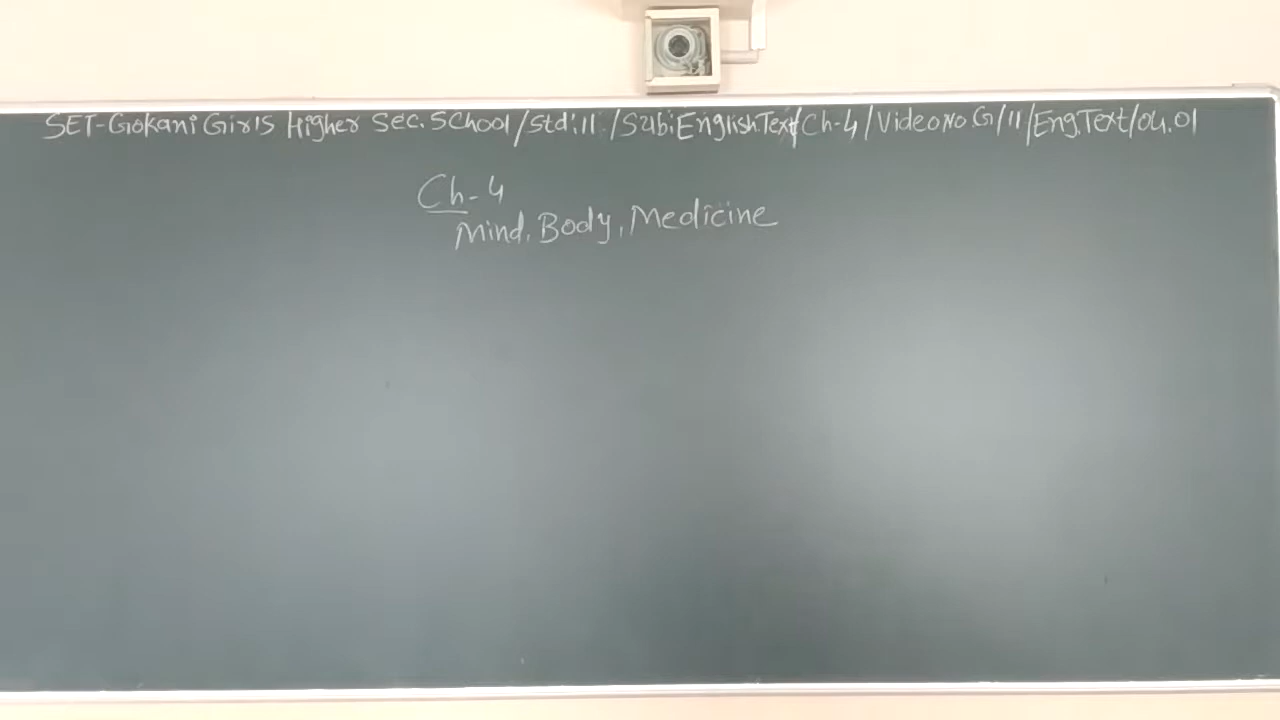 SET-Gokani Girls Higher Sec. School/Std:11/Sub:English.Text/Ch-4/Video No G/11/Eng.Text/04.01
Ch-4
Mind, Body, Medicine